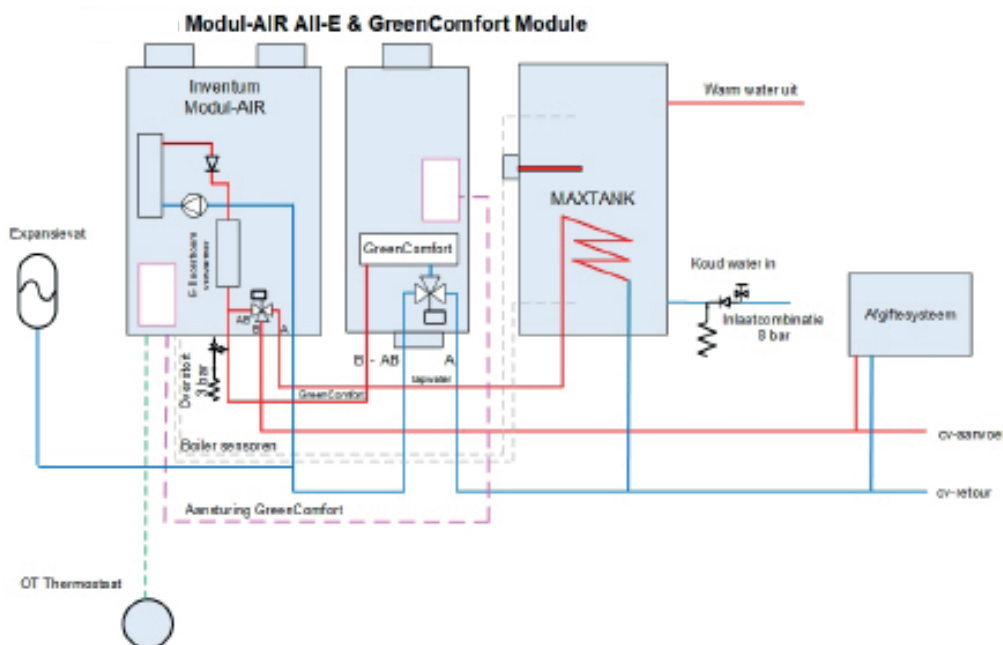 Modul-AIR All-E & GreenComfort Module
Inventum
Modul-AIR
Warm water uit
MAXTANK
Expansievat
GreenComfort
Koud water in
Inlaatcombinatie
8 bar
Afgiftesysteem
AB
B
A
B - AB
A
tapwater
Overstort
3 bar
GreenComfort
Boiler sensoren
cv-aanvoer
cv-retour
Aansturing GreenComfort
OT Thermostaat